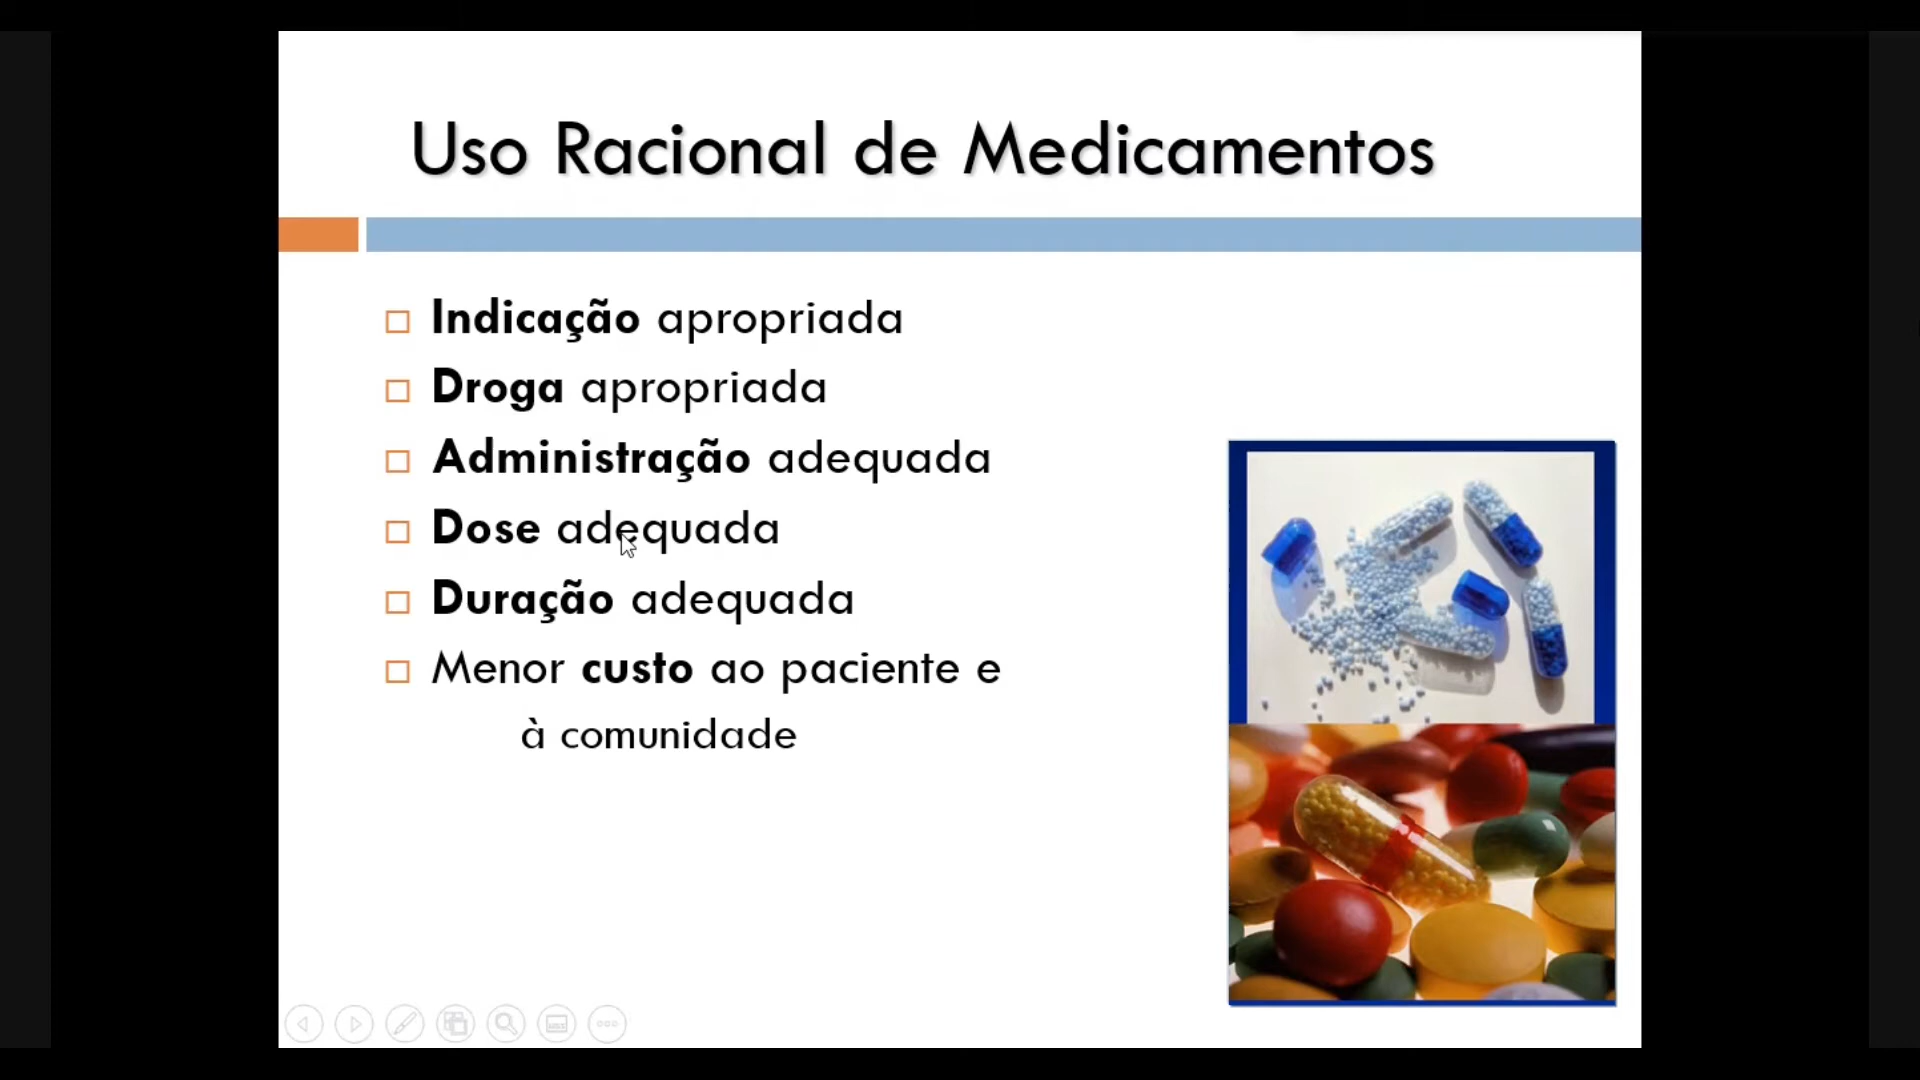 Uso Racional de Medicamentos
Indicação apropriada
Droga apropriada
Administração adequada
Dose adequada
Duração adequada
Menor custo ao paciente e
à comunidade